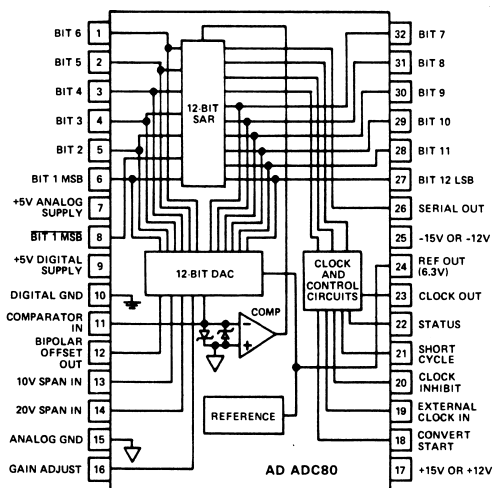 BIT 6 1
BIT 5 2
BIT 4 3
BIT 3 4
BIT 2 5
BIT 1 MSB 6
+5V ANALOG
SUPPLY 7
BIT 1 MSB 8
+5V DIGITAL
SUPPLY 9
DIGITAL GND 10
COMPARATOR
IN 11
BIPOLAR
OFFSET
OUT 12
10V SPAN IN 13
20V SPAN IN 14
ANALOG GND 15
GAIN ADJUST 16
12-BIT
SAR
12-BIT DAC
COMP
−
+
REFERENCE
CLOCK
AND
CONTROL
CIRCUITS
AD ADC80
32 BIT 7
31 BIT 8
30 BIT 9
29 BIT 10
28 BIT 11
27 BIT 12 LSB
26 SERIAL OUT
25 -15V OR -12V
24 REF OUT
(6.3V)
23 CLOCK OUT
22 STATUS
21 SHORT
CYCLE
20 CLOCK
INHIBIT
19 EXTERNAL
CLOCK IN
18 CONVERT
START
17 +15V OR +12V